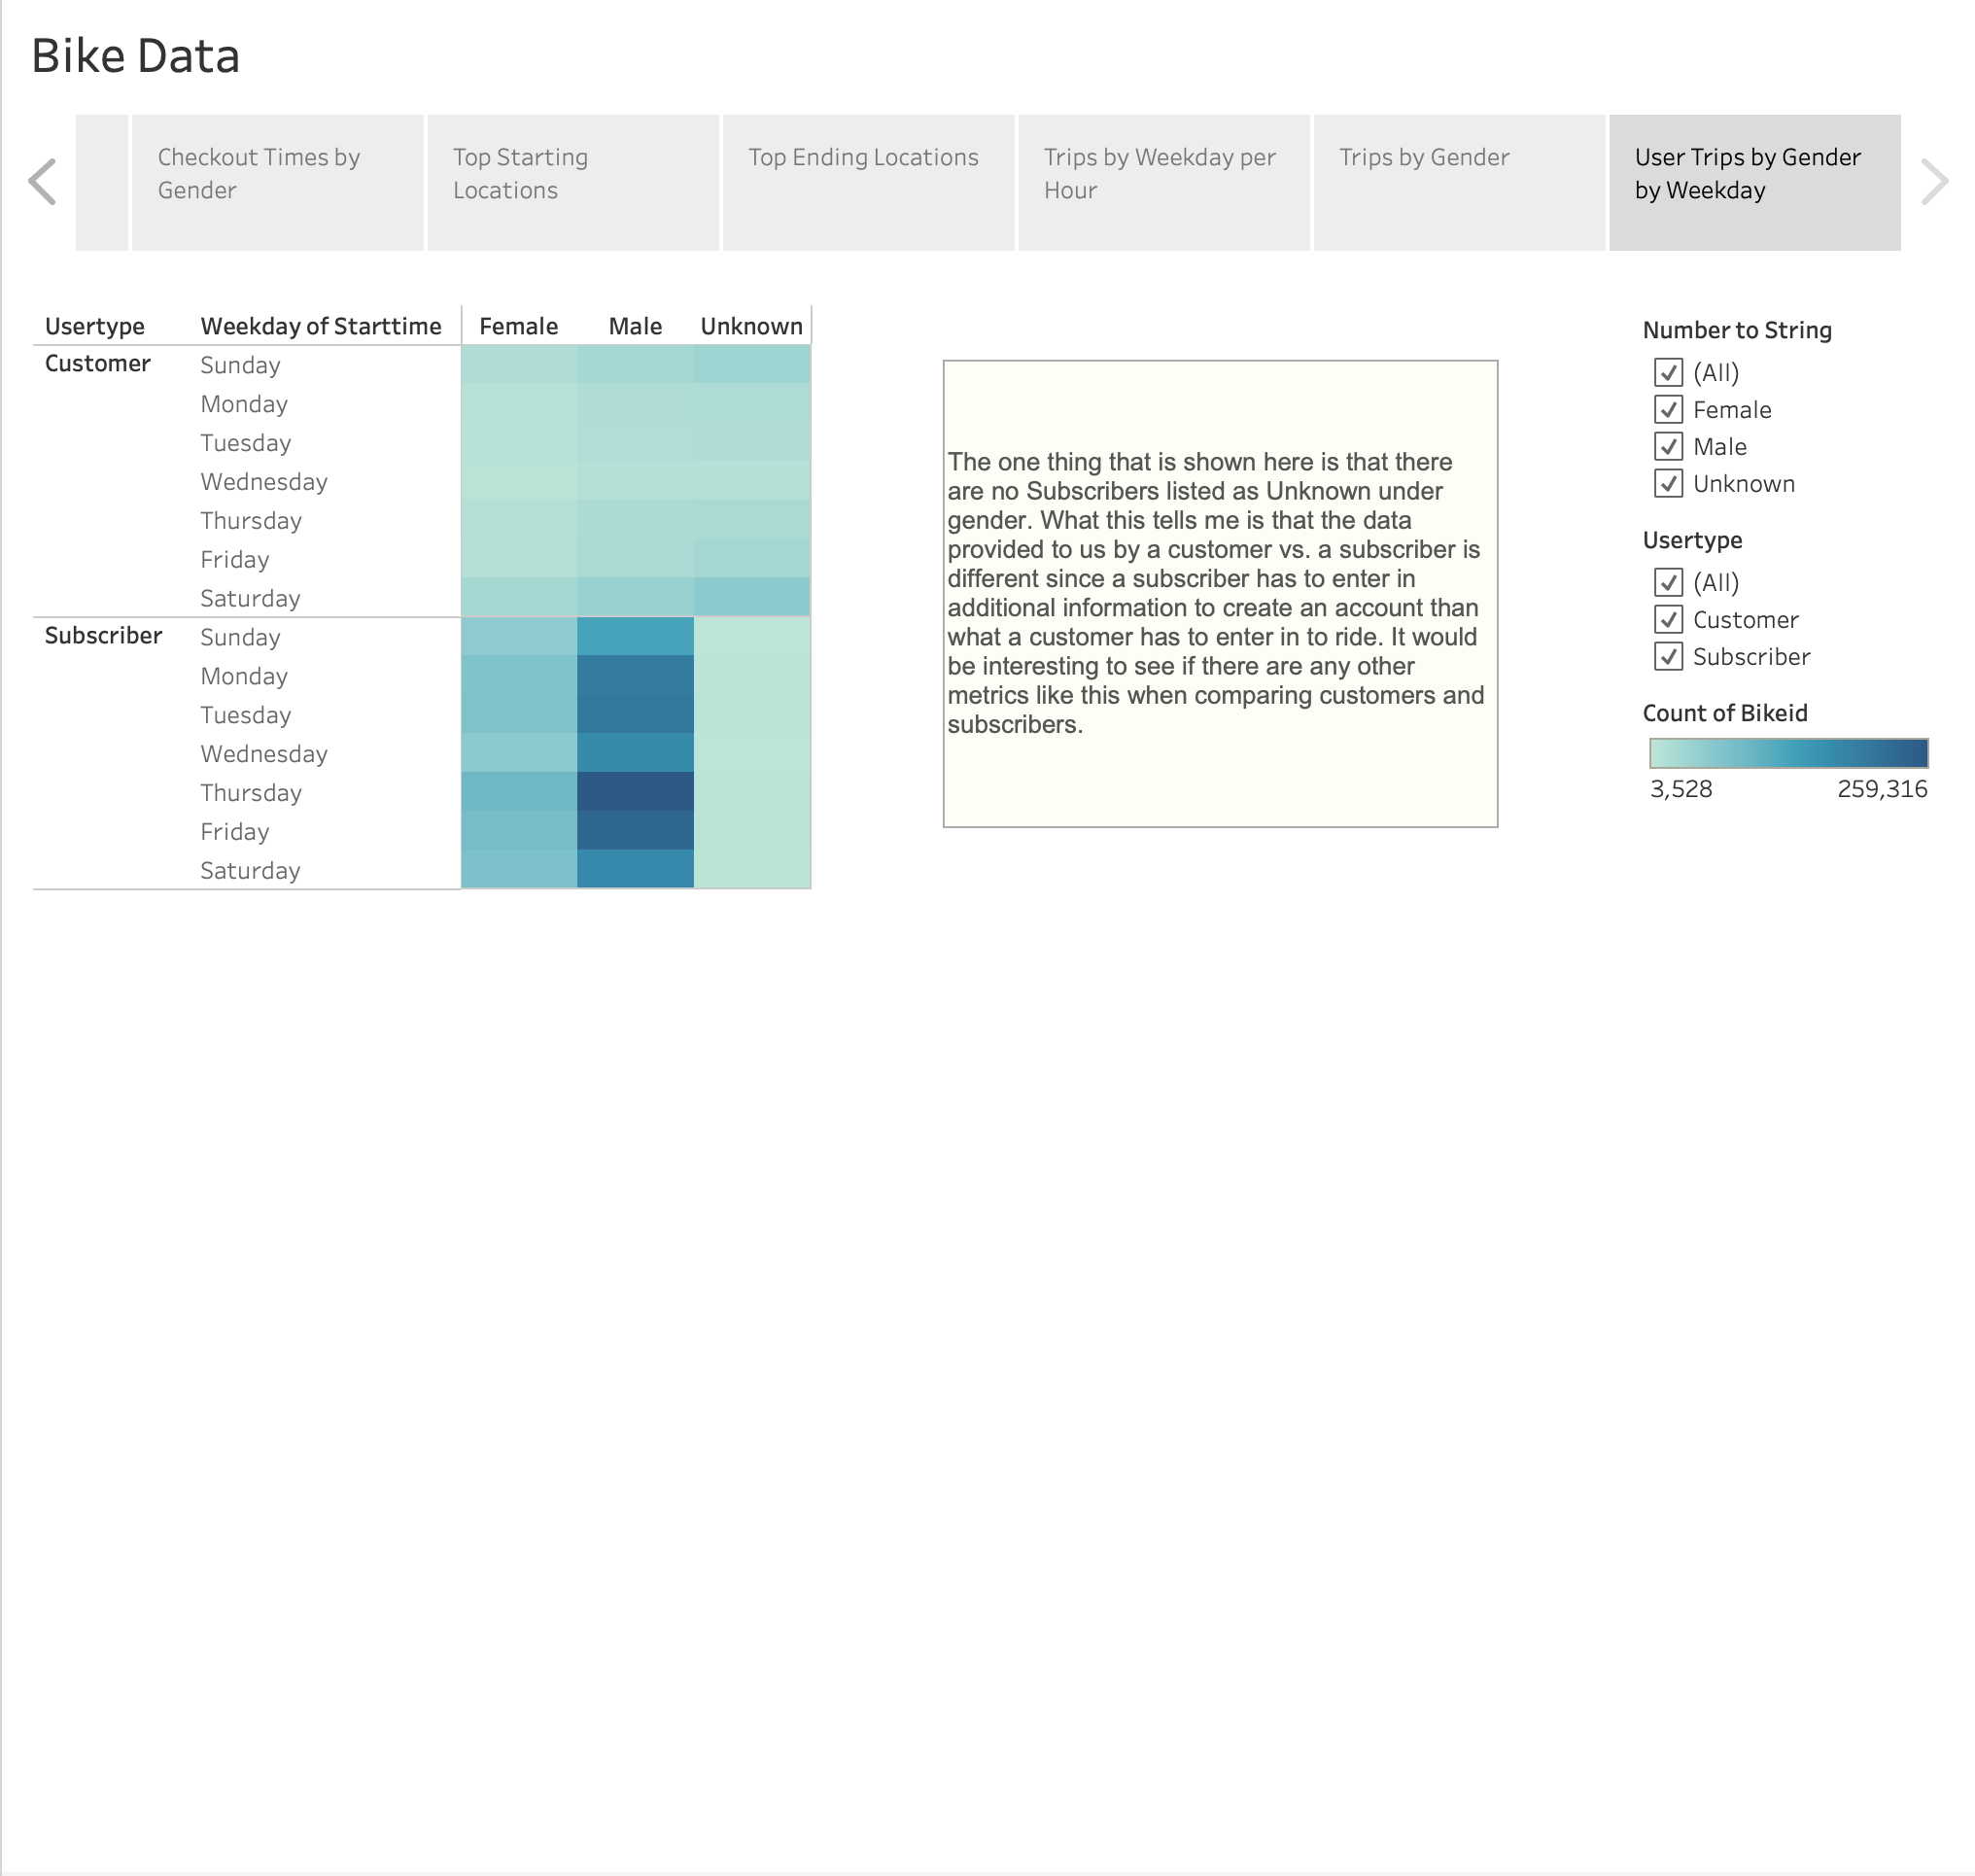 Bike Data
Checkout Times by
Gender
Top Starting
Locations
Top Ending Locations
Trips by Weekday per
Hour
Trips by Gender
User Trips by Gender
by Weekday
Usertype Weekday of Starttime Female Male Unknown
Customer Sunday
Monday
Tuesday
Wednesday
Thursday
Friday
Saturday
Subscriber Sunday
Monday
Tuesday
Wednesday
Thursday
Friday
Saturday
The one thing that is shown here is that there
are no Subscribers listed as Unknown under
gender. What this tells me is that the data
provided to us by a customer vs. a subscriber is
different since a subscriber has to enter in
additional information to create an account than
what a customer has to enter in to ride. It would
be interesting to see if there are any other
metrics like this when comparing customers and
subscribers.
Number to String
(All)
Female
Male
Unknown
Usertype
(All)
Customer
Subscriber
Count of Bikeid
3,528 259,316